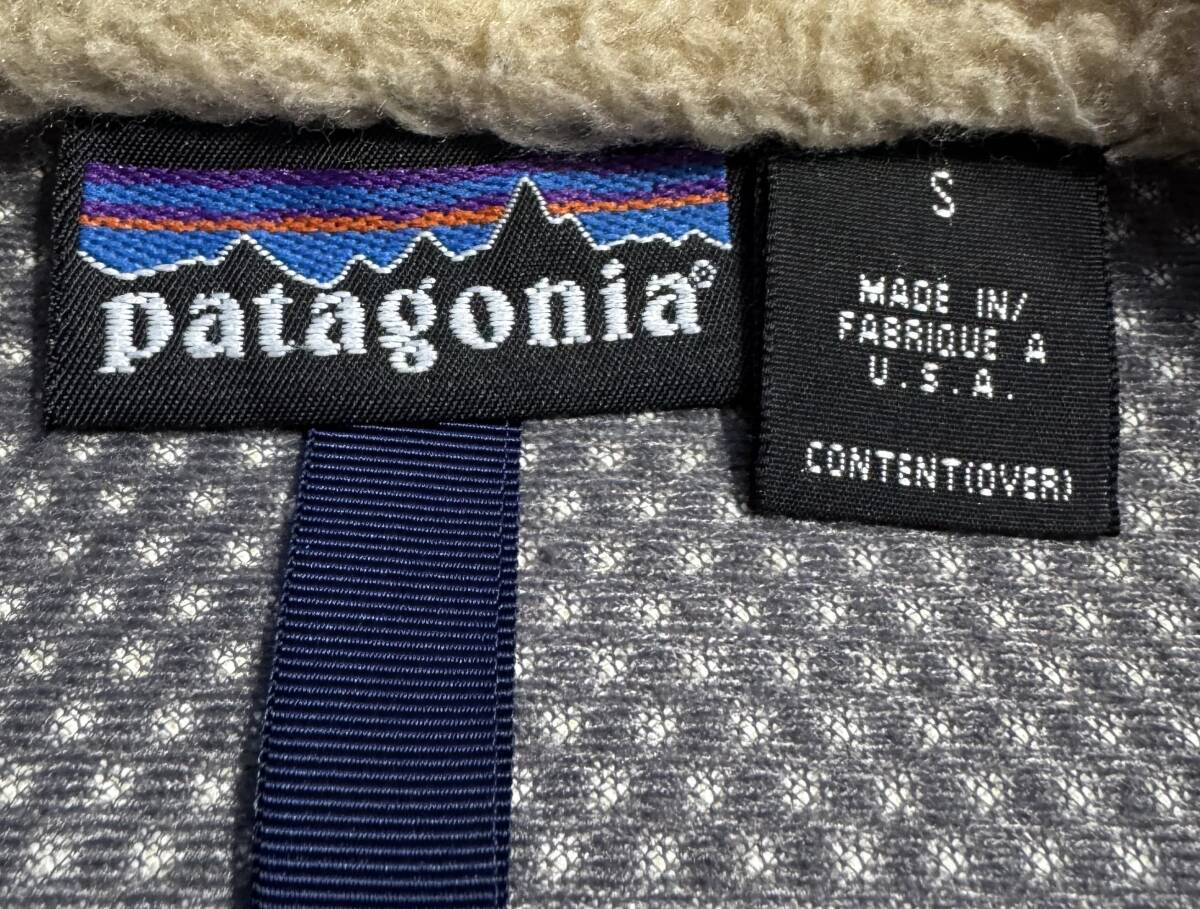 patagonia®
S
MADE IN/
FABRIQUE A
U.S.A.
CONTENT(OVER)